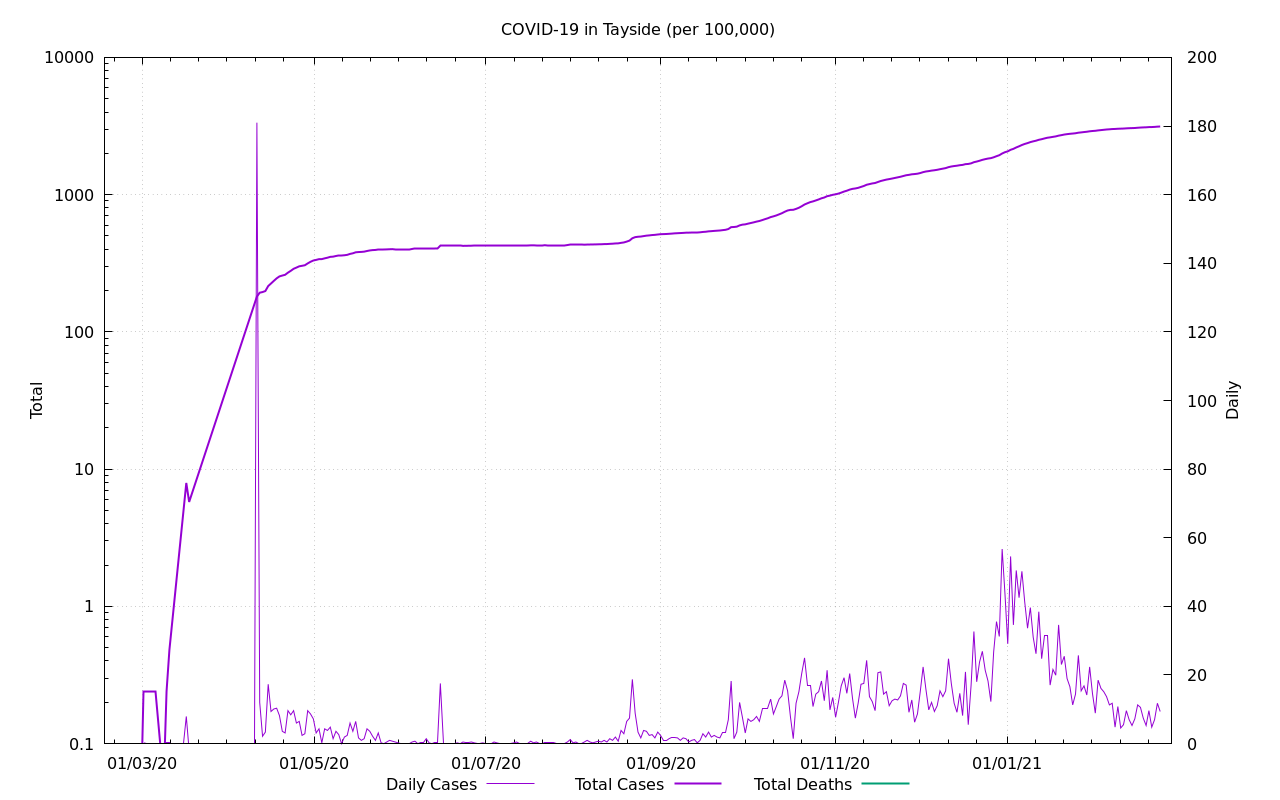 COVID-19 in Tayside (per 100,000)
10000 200
180
1000 160
140
100 120
Total 100 Daily
10 80
60
1 40
20
0.1 0
01/03/20 01/05/20 01/07/20 01/09/20 01/11/20 01/01/21
Daily Cases Total Cases Total Deaths